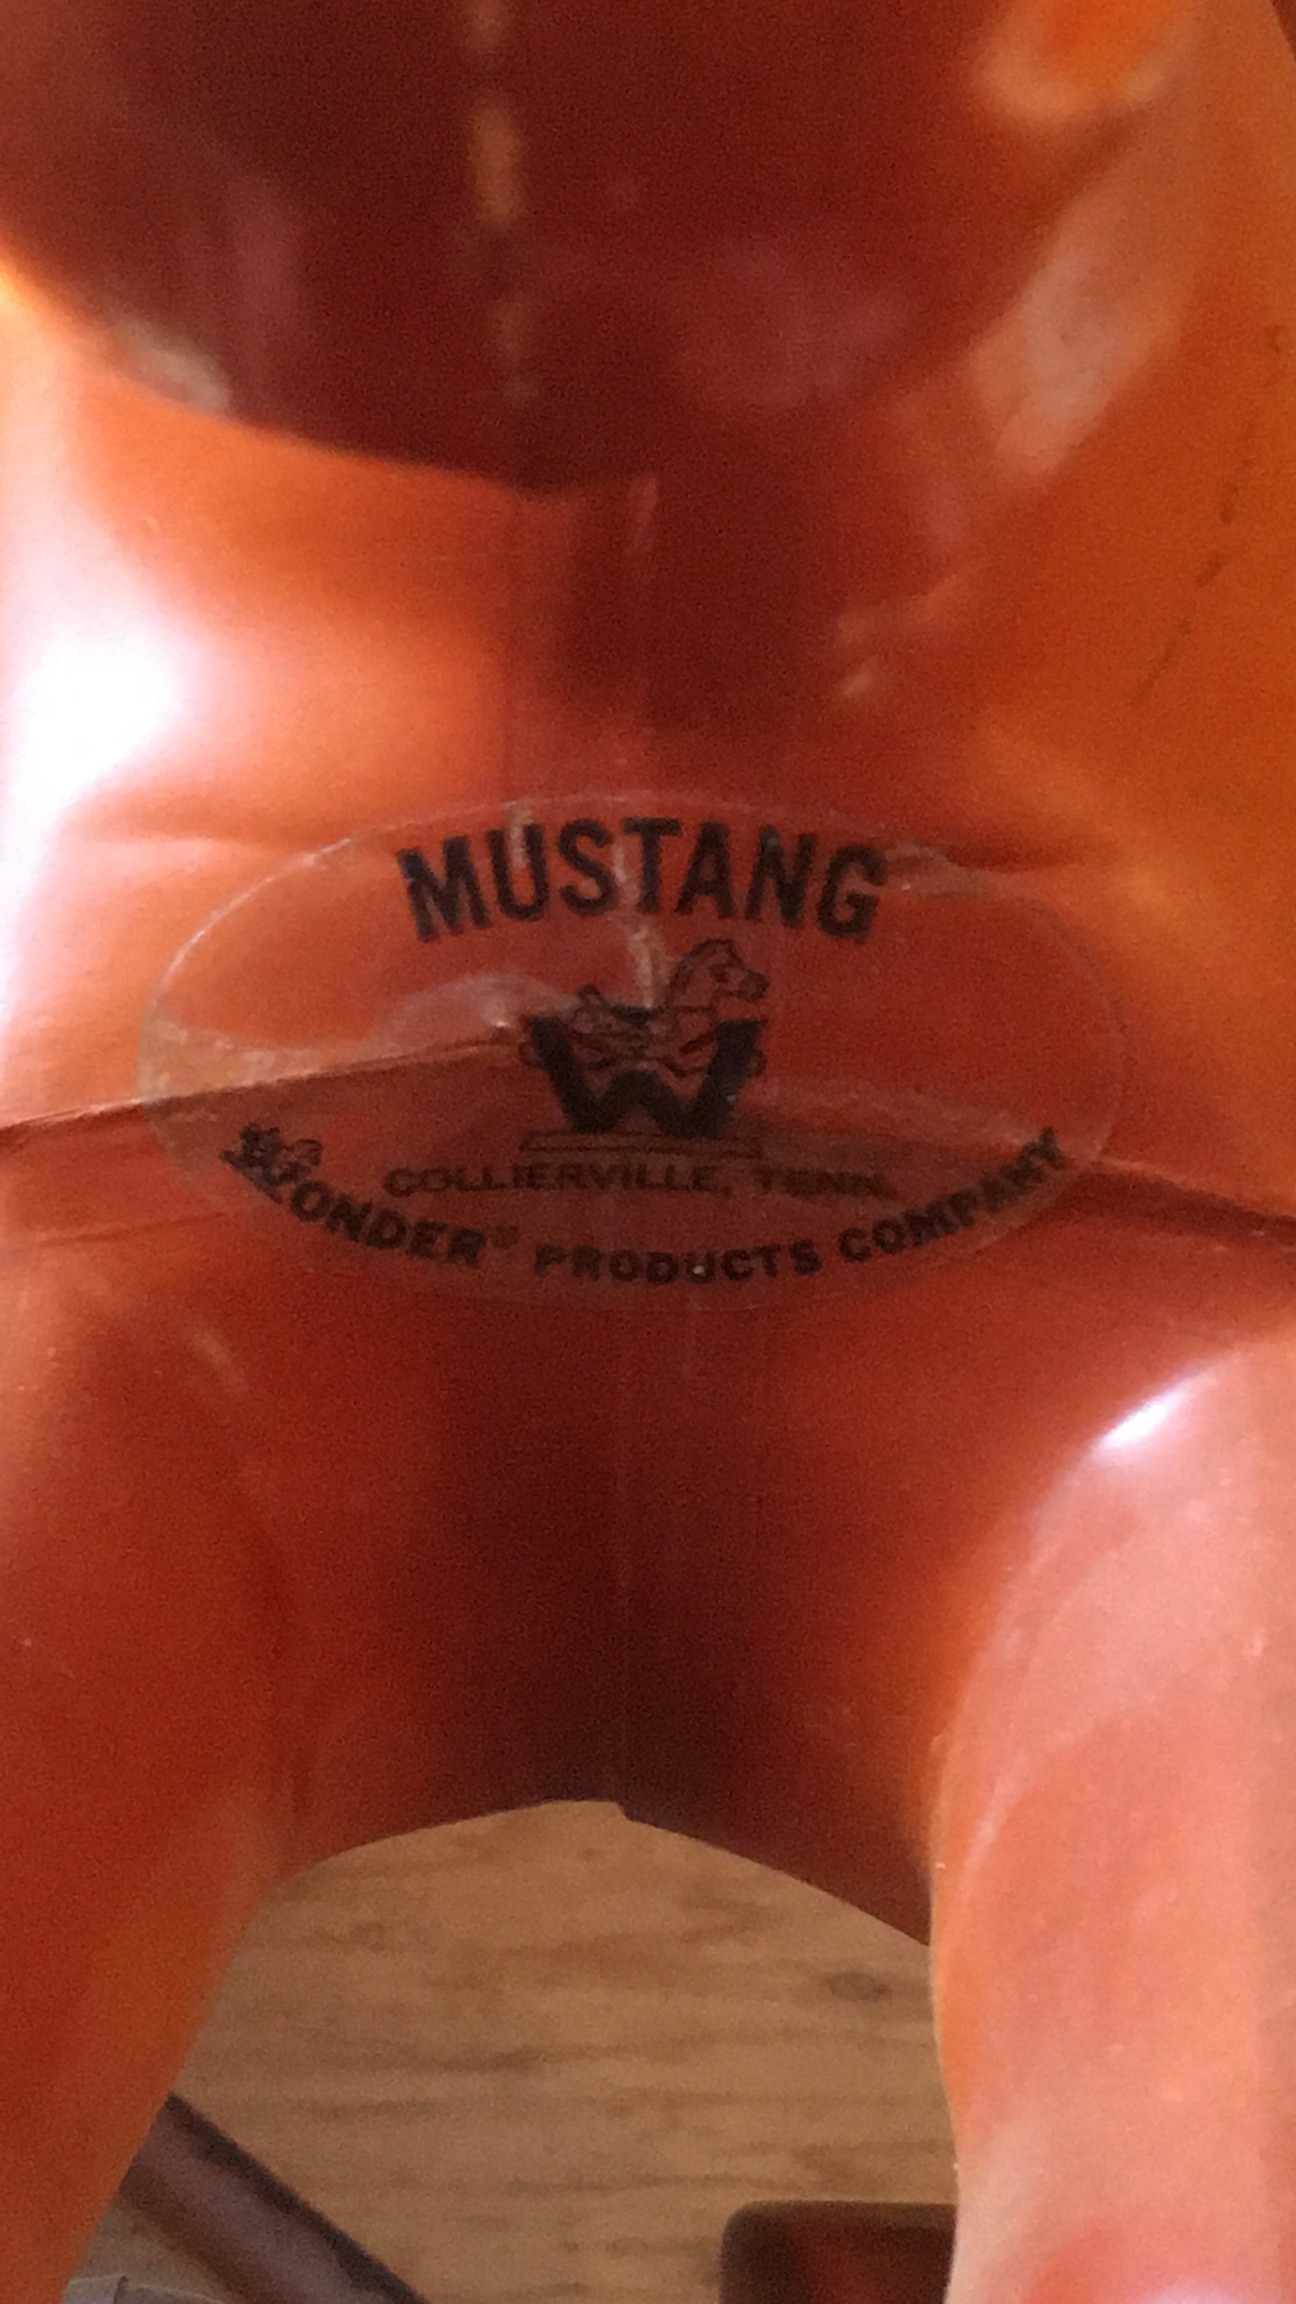 MUSTANG
W
COLLIERVILLE, TENN.
WONDER® PRODUCTS COMPANY